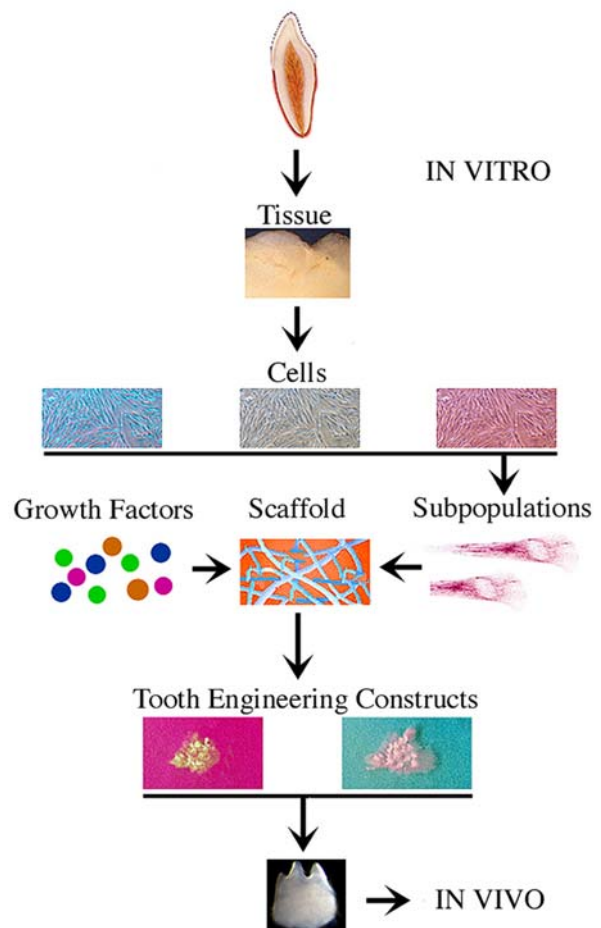 IN VITRO
Tissue
Cells
Growth Factors
Scaffold
Subpopulations
Tooth Engineering Constructs
IN VIVO